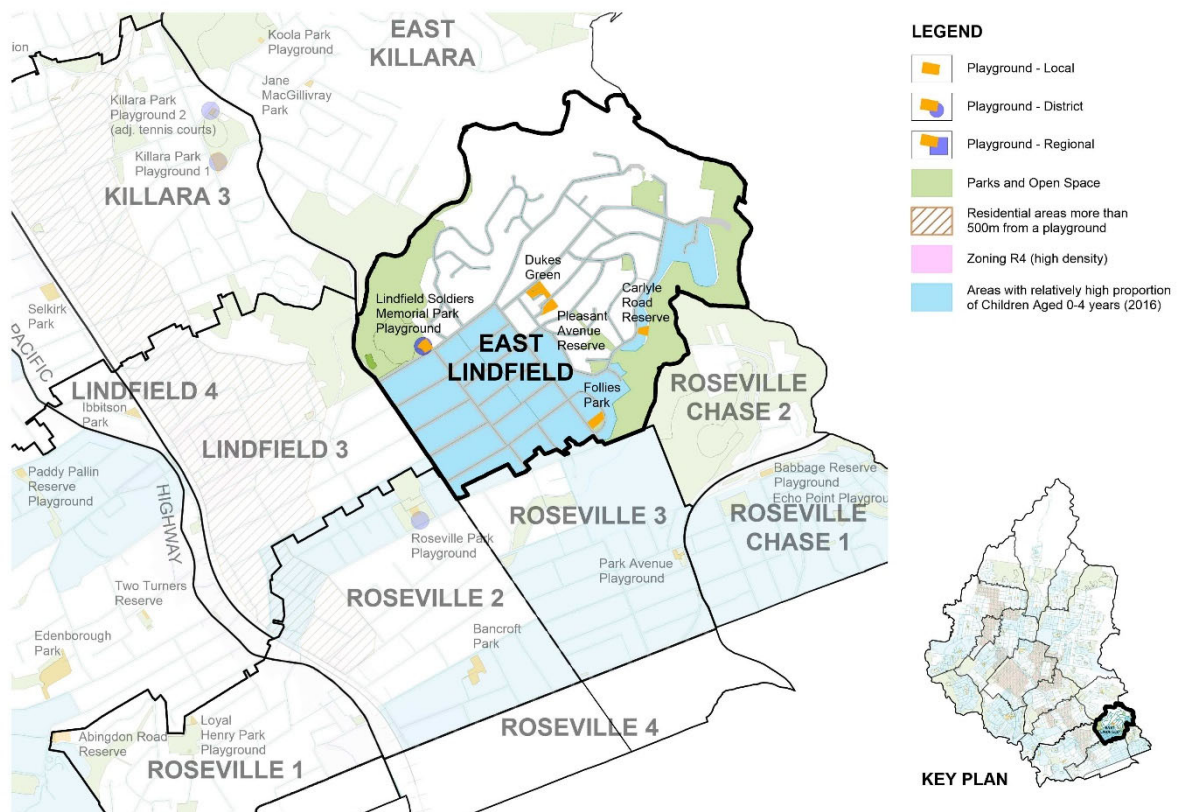 EAST
KILLARA
Koola Park
Playground
Jane
MacGillivray
Park
ion
Killara Park
Playground 2
(adj. tennis courts)
Killara Park
Playground 1
KILLARA 3
Selkirk
Park
PACIFIC
HIGHWAY
LINDFIELD 4
Ibbitson
Park
LINDFIELD 3
Paddy Pallin
Reserve
Playground
Two Turners
Reserve
Edenborough
Park
Abingdon Road
Reserve
Loyal
Henry Park
Playground
ROSEVILLE 1
Dukes
Green
Lindfield Soldiers
Memorial Park
Playground
Pleasant
Avenue
Reserve
Carlyle
Road
Reserve
EAST
LINDFIELD
Follies
Park
ROSEVILLE
CHASE 2
Babbage Reserve
Playground
Echo Point Playgrou
ROSEVILLE
CHASE 1
ROSEVILLE 3
Roseville Park
Playground
Park Avenue
Playground
ROSEVILLE 2
Bancroft
Park
ROSEVILLE 4
LEGEND
Playground - Local
Playground - District
Playground - Regional
Parks and Open Space
Residential areas more than
500m from a playground
Zoning R4 (high density)
Areas with relatively high proportion
of Children Aged 0-4 years (2016)
KEY PLAN